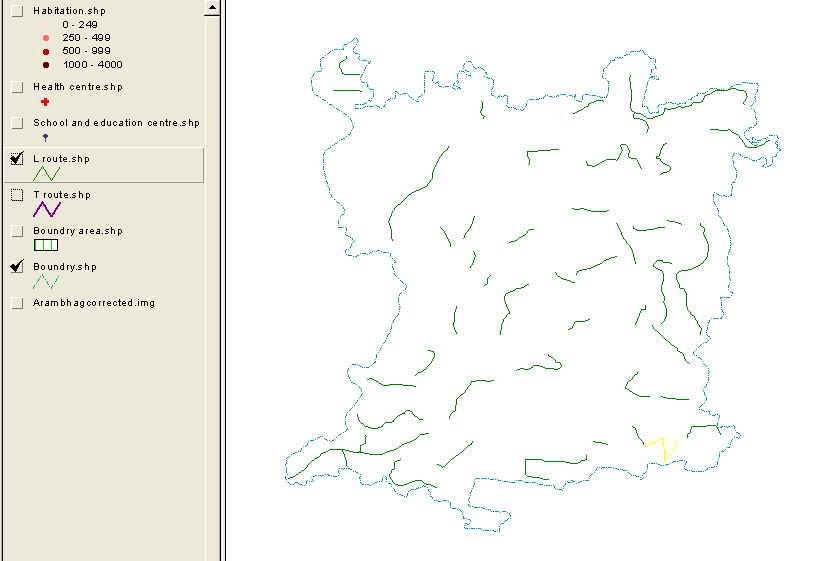 Habitation.shp
0 - 249
250 - 499
500 - 999
1000 - 4000
Health centre.shp
School and education centre.shp
L route.shp
T route.shp
Boundry area.shp
Boundry.shp
Arambhagcorrected.img